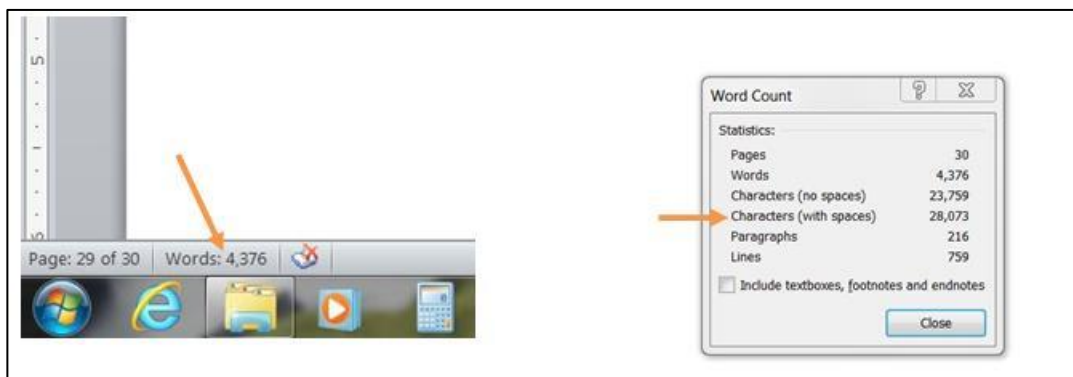 5
Page: 29 of 30 Words: 4,376
Word Count
Statistics:
Pages 30
Words 4,376
Characters (no spaces) 23,759
Characters (with spaces) 28,073
Paragraphs 216
Lines 759
Include textboxes, footnotes and endnotes
Close